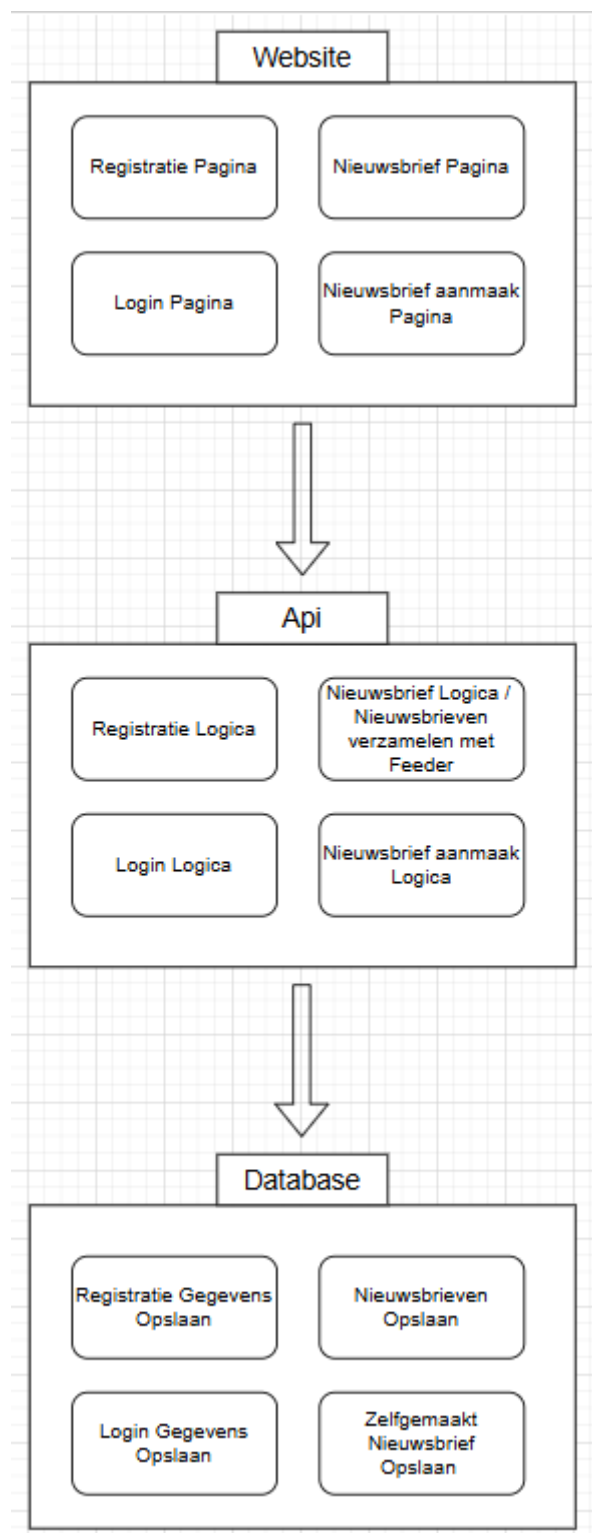 Website
Registratie Pagina
Nieuwsbrief Pagina
Login Pagina
Nieuwsbrief aanmaak
Pagina
Api
Registratie Logica
Nieuwsbrief Logica /
Nieuwsbrieven
verzamelen met
Feeder
Login Logica
Nieuwsbrief aanmaak
Logica
Database
Registratie Gegevens
Opslaan
Nieuwsbrieven
Opslaan
Login Gegevens
Opslaan
Zelfgemaakt
Nieuwsbrief
Opslaan